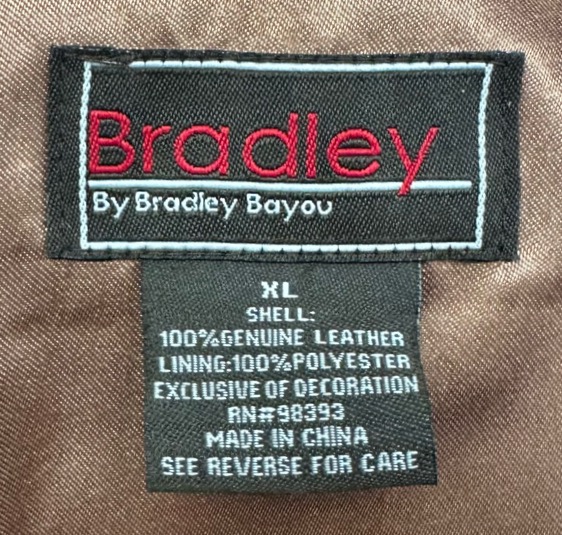 Bradley
By Bradley Bayou
XL
SHELL:
100%GENUINE LEATHER
LINING:100%POLYESTER
EXCLUSIVE OF DECORATION
RN#98393
MADE IN CHINA
SEE REVERSE FOR CARE